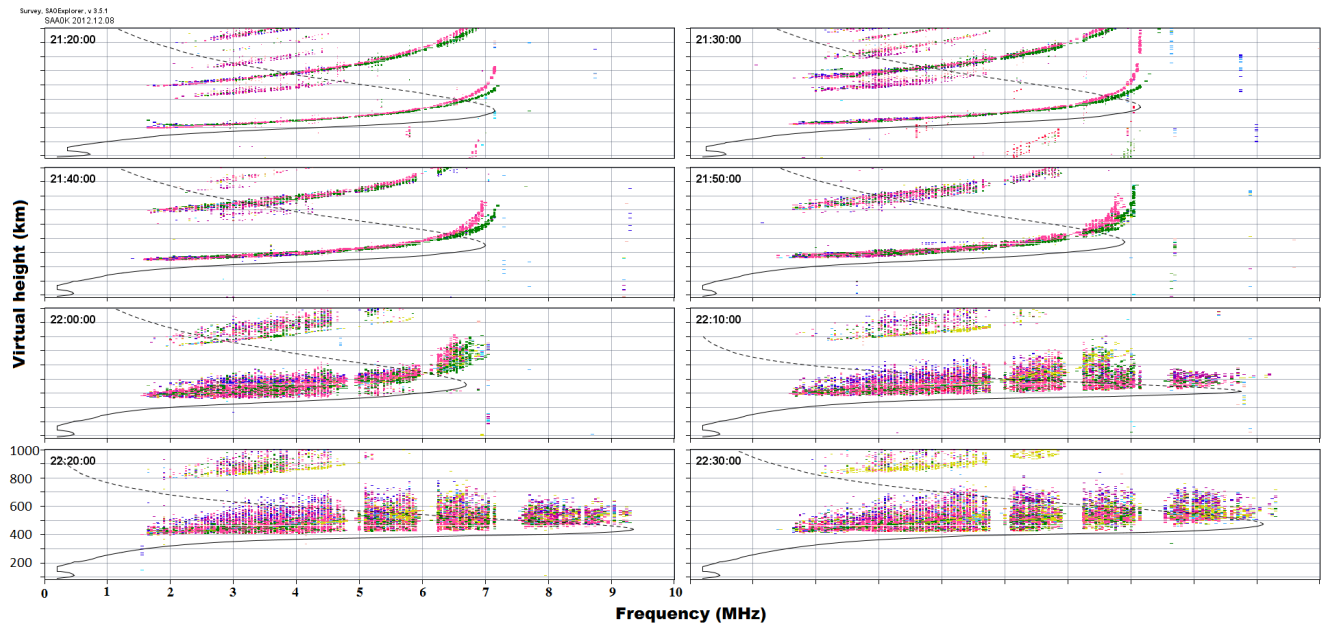 Survey, SAOExplorer, v 3.5.1
SAA0K 2012.12.08
21:20:00
21:30:00
21:40:00
21:50:00
22:00:00
22:10:00
22:20:00
22:30:00
Virtual height (km)
1000
800
600
400
200
0 1 2 3 4 5 6 7 8 9 10
Frequency (MHz)